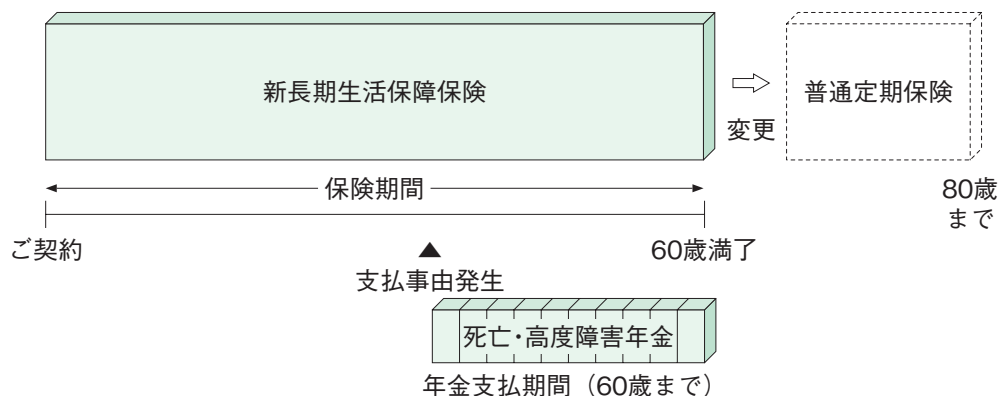 新長期生活保障保険
普通定期保険
変更
保険期間
80歳
まで
ご契約
60歳満了
▲
支払事由発生
死亡・高度障害年金
年金支払期間（60歳まで）